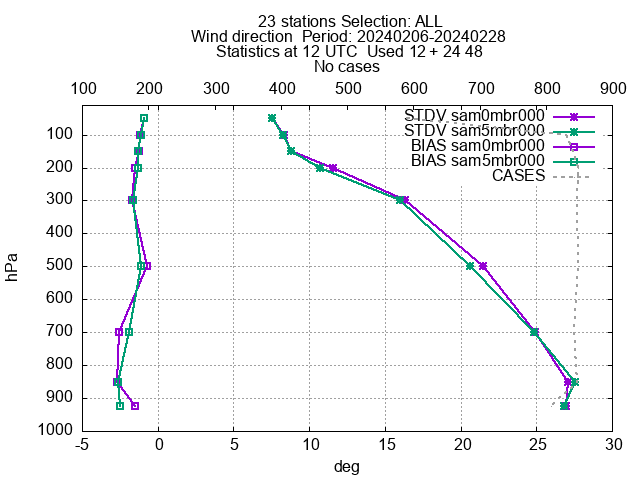 23 stations Selection: ALL
Wind direction  Period: 20240206-20240228
Statistics at 12 UTC  Used 12 + 24 48
No cases
100 200 300 400 500 600 700 800 900
STDV sam0mbr000
STDV sam5mbr000
BIAS sam0mbr000
BIAS sam5mbr000
CASES
100
200
300
400
500
600
700
800
900
1000
hPa
-5 0 5 10 15 20 25 30
deg